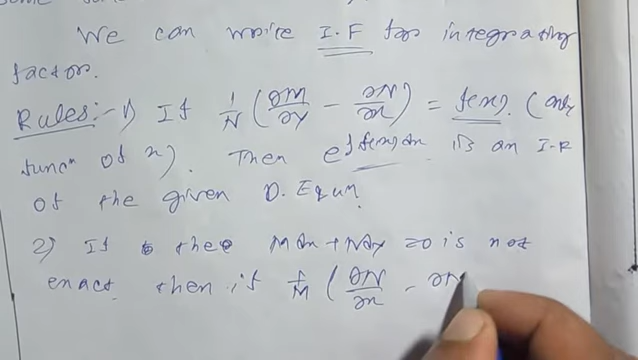 We can write I.F for integrating
factor.
Rules:- 1) If 1/N (∂M/∂y - ∂N/∂x) = f(x). (only
funcⁿ of x). Then e^∫f(x)dx is an I.F
of the given D. Equn.
2) If the Mdx + Ndy = 0 is not
exact then if 1/M (∂N/∂x - ∂M